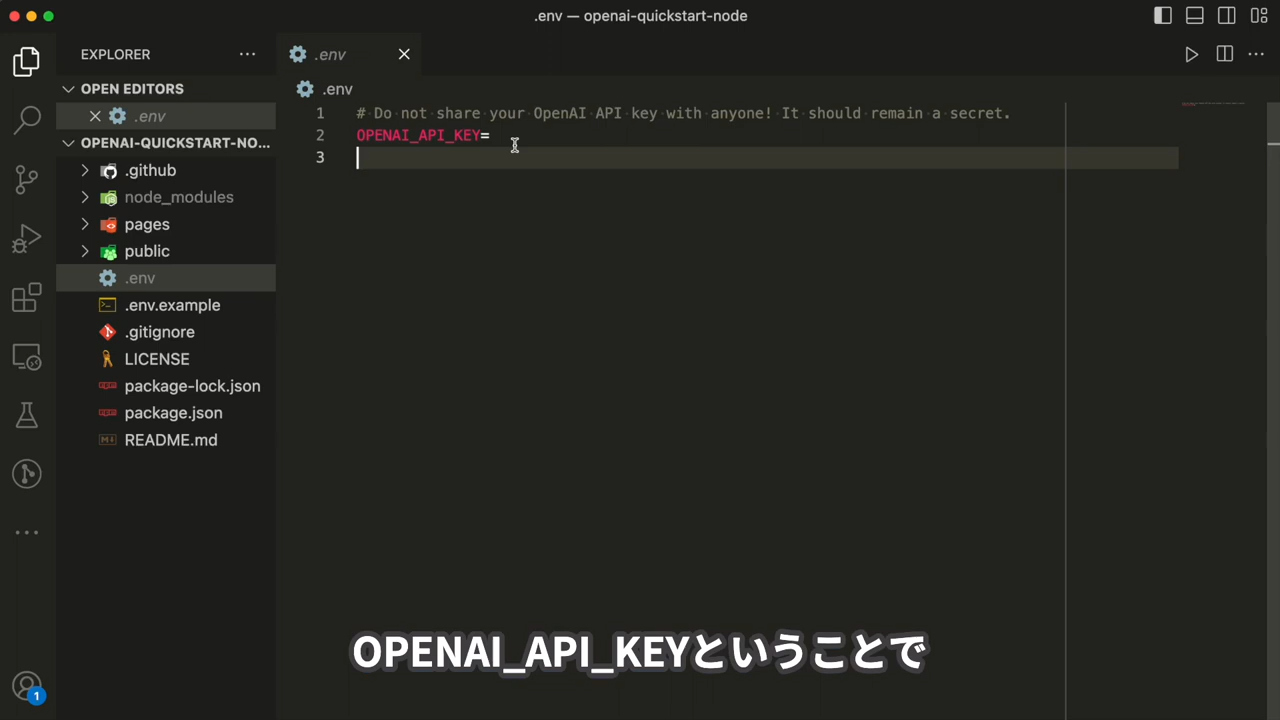 .env — openai-quickstart-node
EXPLORER
.env
OPEN EDITORS
.env
.env
OPENAI-QUICKSTART-NO...
.github
node_modules
pages
public
.env
.env.example
.gitignore
LICENSE
package-lock.json
package.json
README.md
1 # Do not share your OpenAI API key with anyone! It should remain a secret.
2 OPENAI_API_KEY=
3
OPENAI_API_KEYということで
1